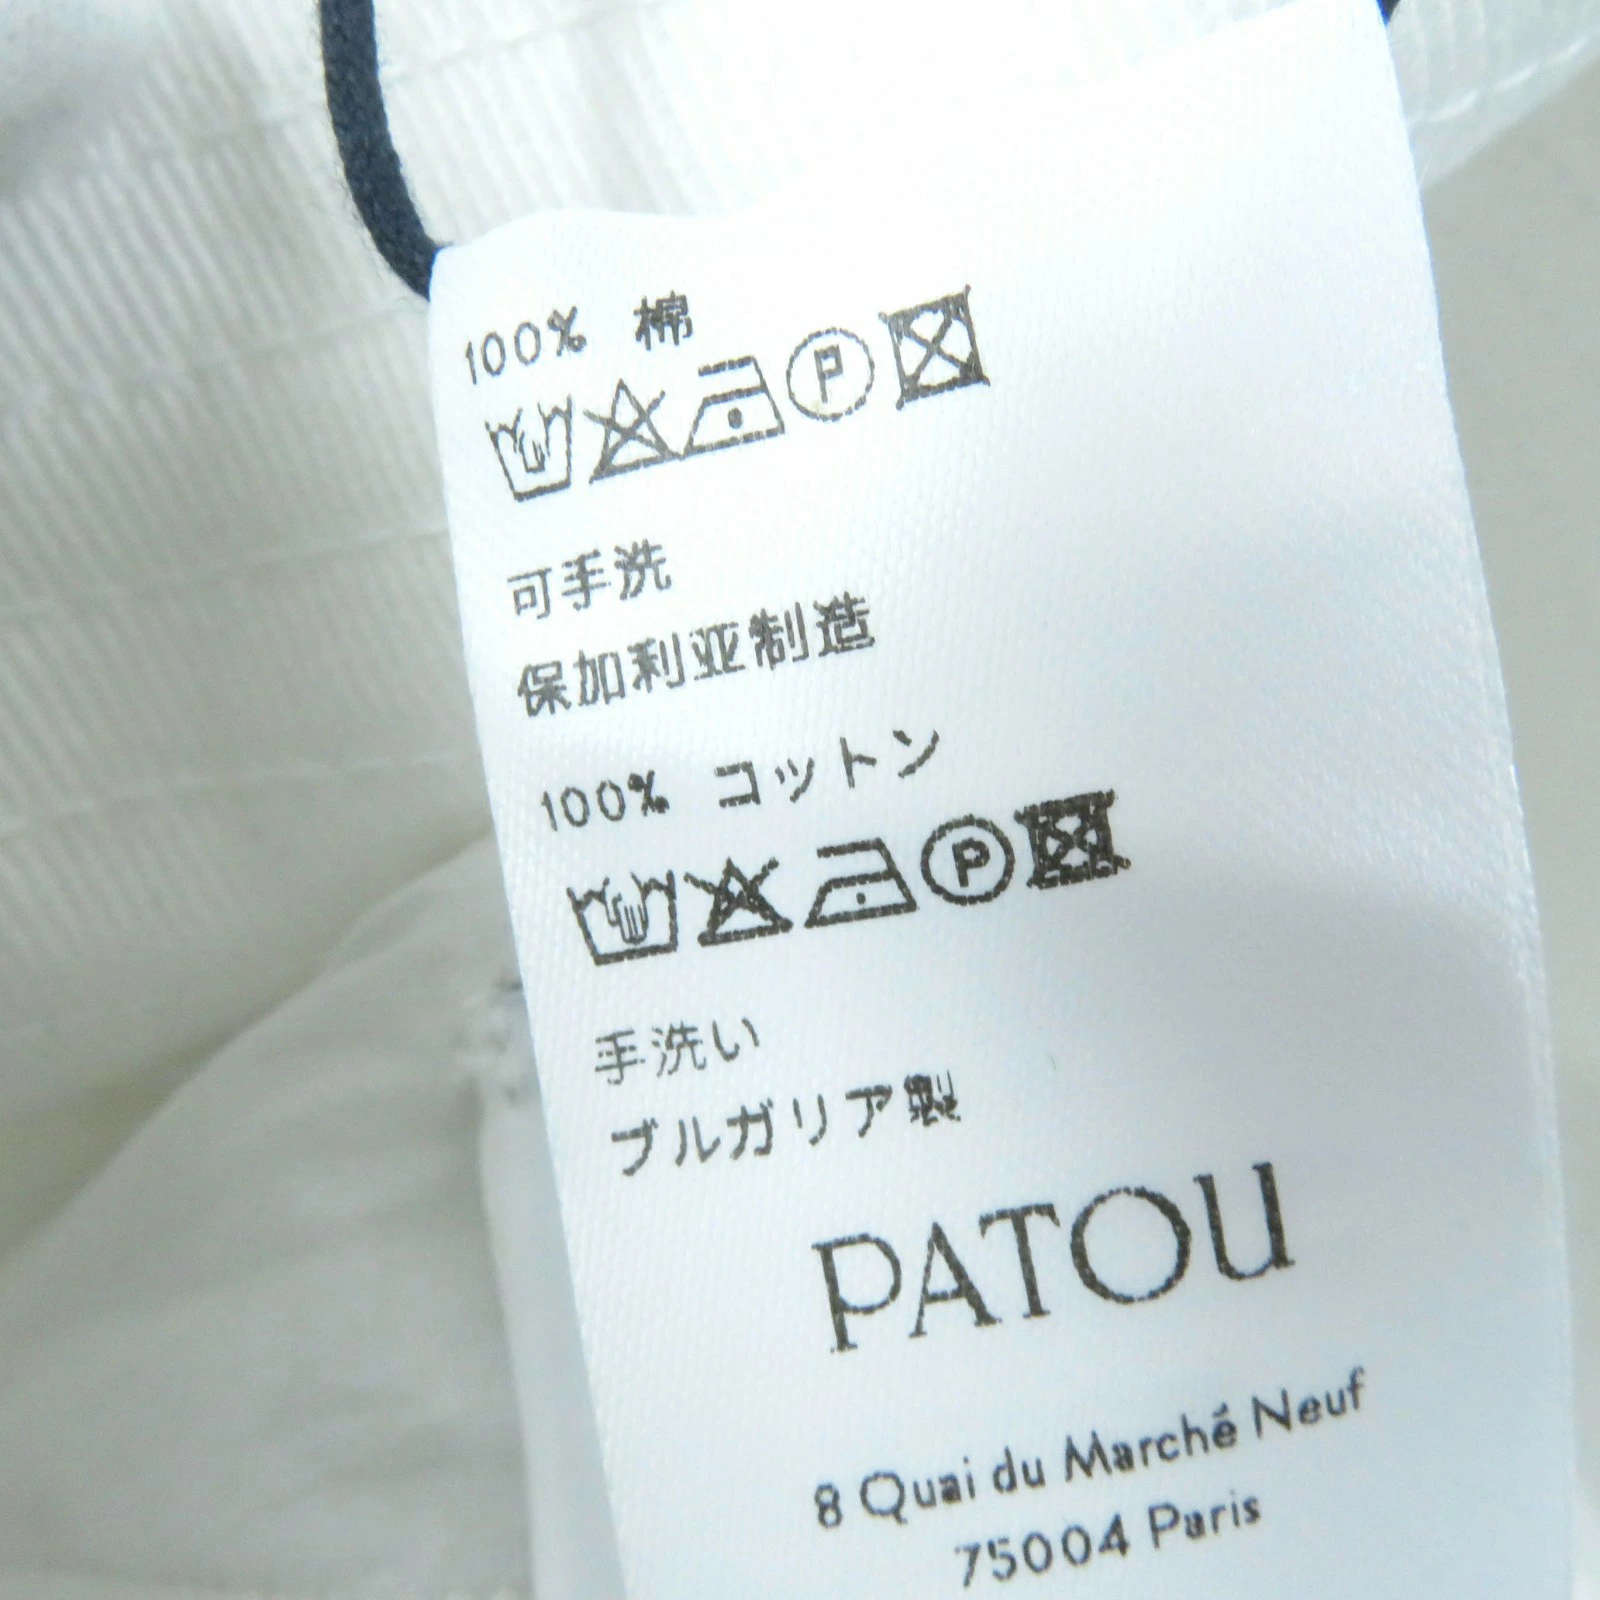 100% 棉
P
可手洗
保加利亚制造
100% コットン
P
手洗い
ブルガリア製
PATOU
8 Quai du Marché Neuf
75004 Paris